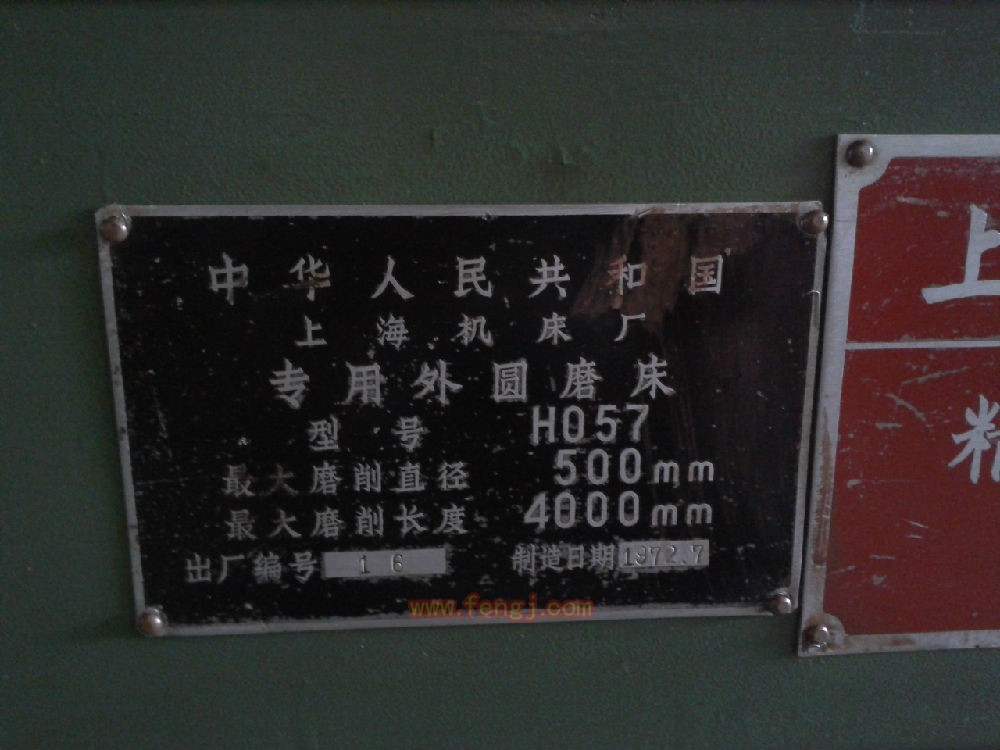 中华人民共和国
上海机床厂
专用外圆磨床
型号 H057
最大磨削直径 500mm
最大磨削长度 4000mm
出厂编号 16 制造日期 1972.7
www.fengj.com
上
精